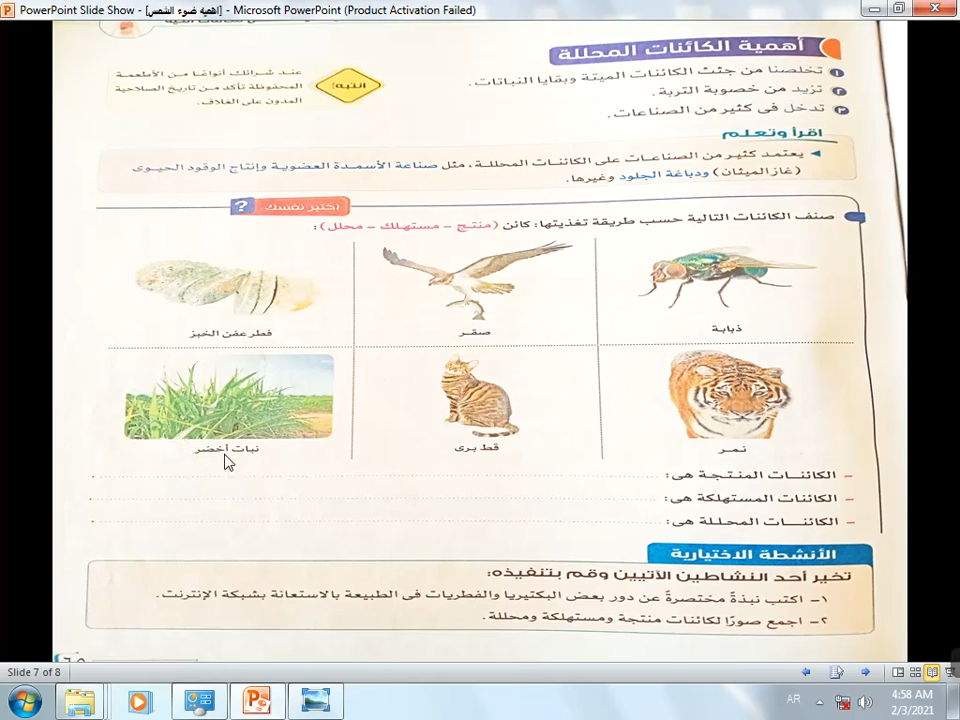 PowerPoint Slide Show - [اهمية ضوء الشمس] - Microsoft PowerPoint (Product Activation Failed)
أهمية الكائنات المحللة
١ تخلصنا من جثث الكائنات الميتة وبقايا النباتات.
٢ تزيد من خصوبة التربة.
٣ تدخل فى كثير من الصناعات.
انتبه!
عند شرائك أنواعًا من الأطعمة
المحفوظة تأكد من تاريخ الصلاحية
المدون على الغلاف.
اقرأ وتعلم
يعتمد كثير من الصناعات على الكائنات المحللة، مثل صناعة الأسمدة العضوية وإنتاج الوقود الحيوى
(غاز الميثان) ودباغة الجلود وغيرها.
اختبر نفسك ?
صنف الكائنات التالية حسب طريقة تغذيتها: كائن (منتج - مستهلك - محلل):
ذبابة
صقر
فطر عفن الخبز
نمر
قط برى
نبات أخضر
- الكائنات المنتجة هى:
- الكائنات المستهلكة هى:
- الكائنات المحللة هى:
الأنشطة الاختيارية
تخير أحد النشاطين الآتيين وقم بتنفيذه:
١- اكتب نبذةً مختصرةً عن دور بعض البكتيريا والفطريات فى الطبيعة بالاستعانة بشبكة الإنترنت.
٢- اجمع صورًا لكائنات منتجة ومستهلكة ومحللة.
Slide 7 of 8
AR
4:58 AM
2/3/2021